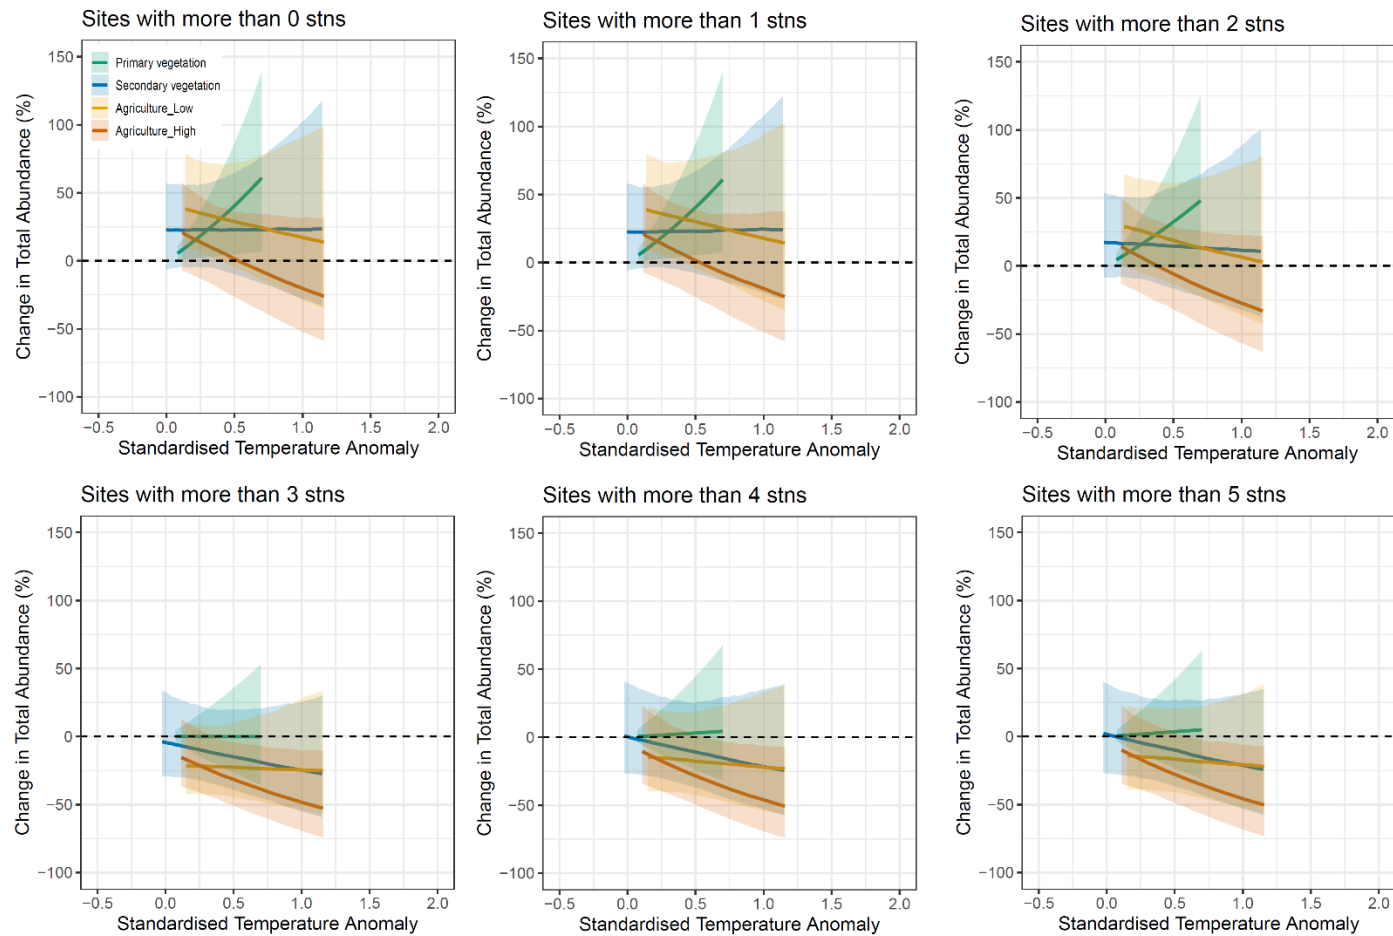 Sites with more than 0 stns
Change in Total Abundance (%)
150
100
50
0
−50
−100
Primary vegetation
Secondary vegetation
Agriculture_Low
Agriculture_High
−0.5 0.0 0.5 1.0 1.5 2.0
Standardised Temperature Anomaly
Sites with more than 1 stns
Change in Total Abundance (%)
150
100
50
0
−50
−100
−0.5 0.0 0.5 1.0 1.5 2.0
Standardised Temperature Anomaly
Sites with more than 2 stns
Change in Total Abundance (%)
150
100
50
0
−50
−100
−0.5 0.0 0.5 1.0 1.5 2.0
Standardised Temperature Anomaly
Sites with more than 3 stns
Change in Total Abundance (%)
150
100
50
0
−50
−100
−0.5 0.0 0.5 1.0 1.5 2.0
Standardised Temperature Anomaly
Sites with more than 4 stns
Change in Total Abundance (%)
150
100
50
0
−50
−100
−0.5 0.0 0.5 1.0 1.5 2.0
Standardised Temperature Anomaly
Sites with more than 5 stns
Change in Total Abundance (%)
150
100
50
0
−50
−100
−0.5 0.0 0.5 1.0 1.5 2.0
Standardised Temperature Anomaly